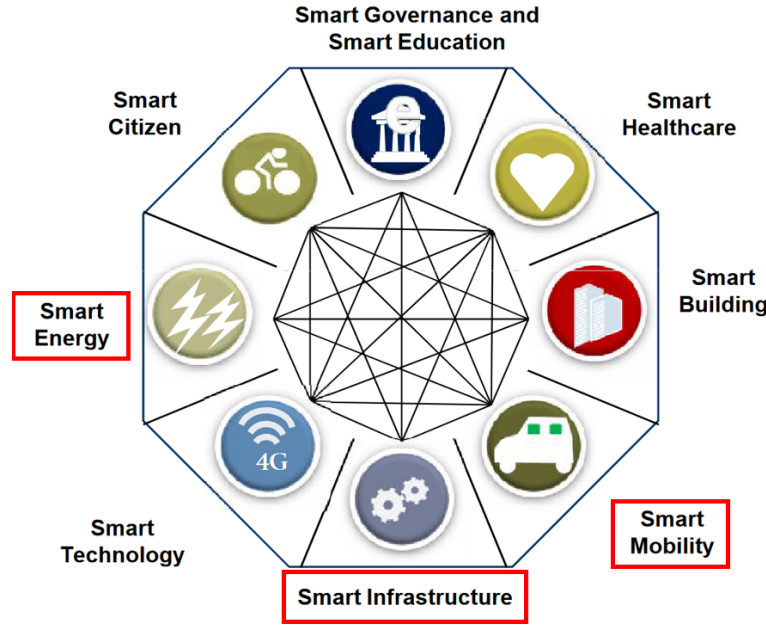 Smart Governance and
Smart Education
Smart
Citizen
Smart
Healthcare
e
Smart
Energy
Smart
Building
4G
Smart
Technology
Smart
Mobility
Smart Infrastructure